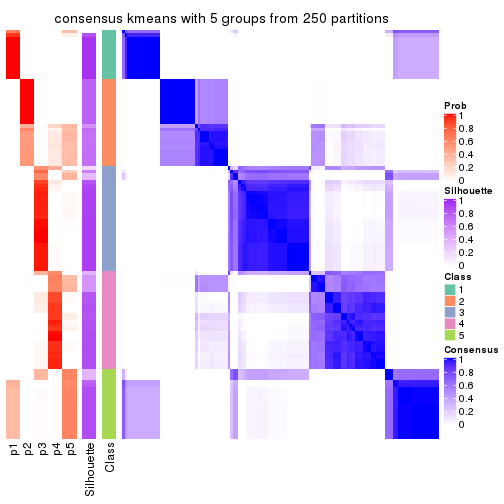 consensus kmeans with 5 groups from 250 partitions
Prob
1
0.8
0.6
0.4
0.2
0
Silhouette
1
0.8
0.6
0.4
0.2
0
Class
1
2
3
4
5
Consensus
1
0.8
0.6
0.4
0.2
0
p1
p2
p3
p4
p5
Silhouette
Class